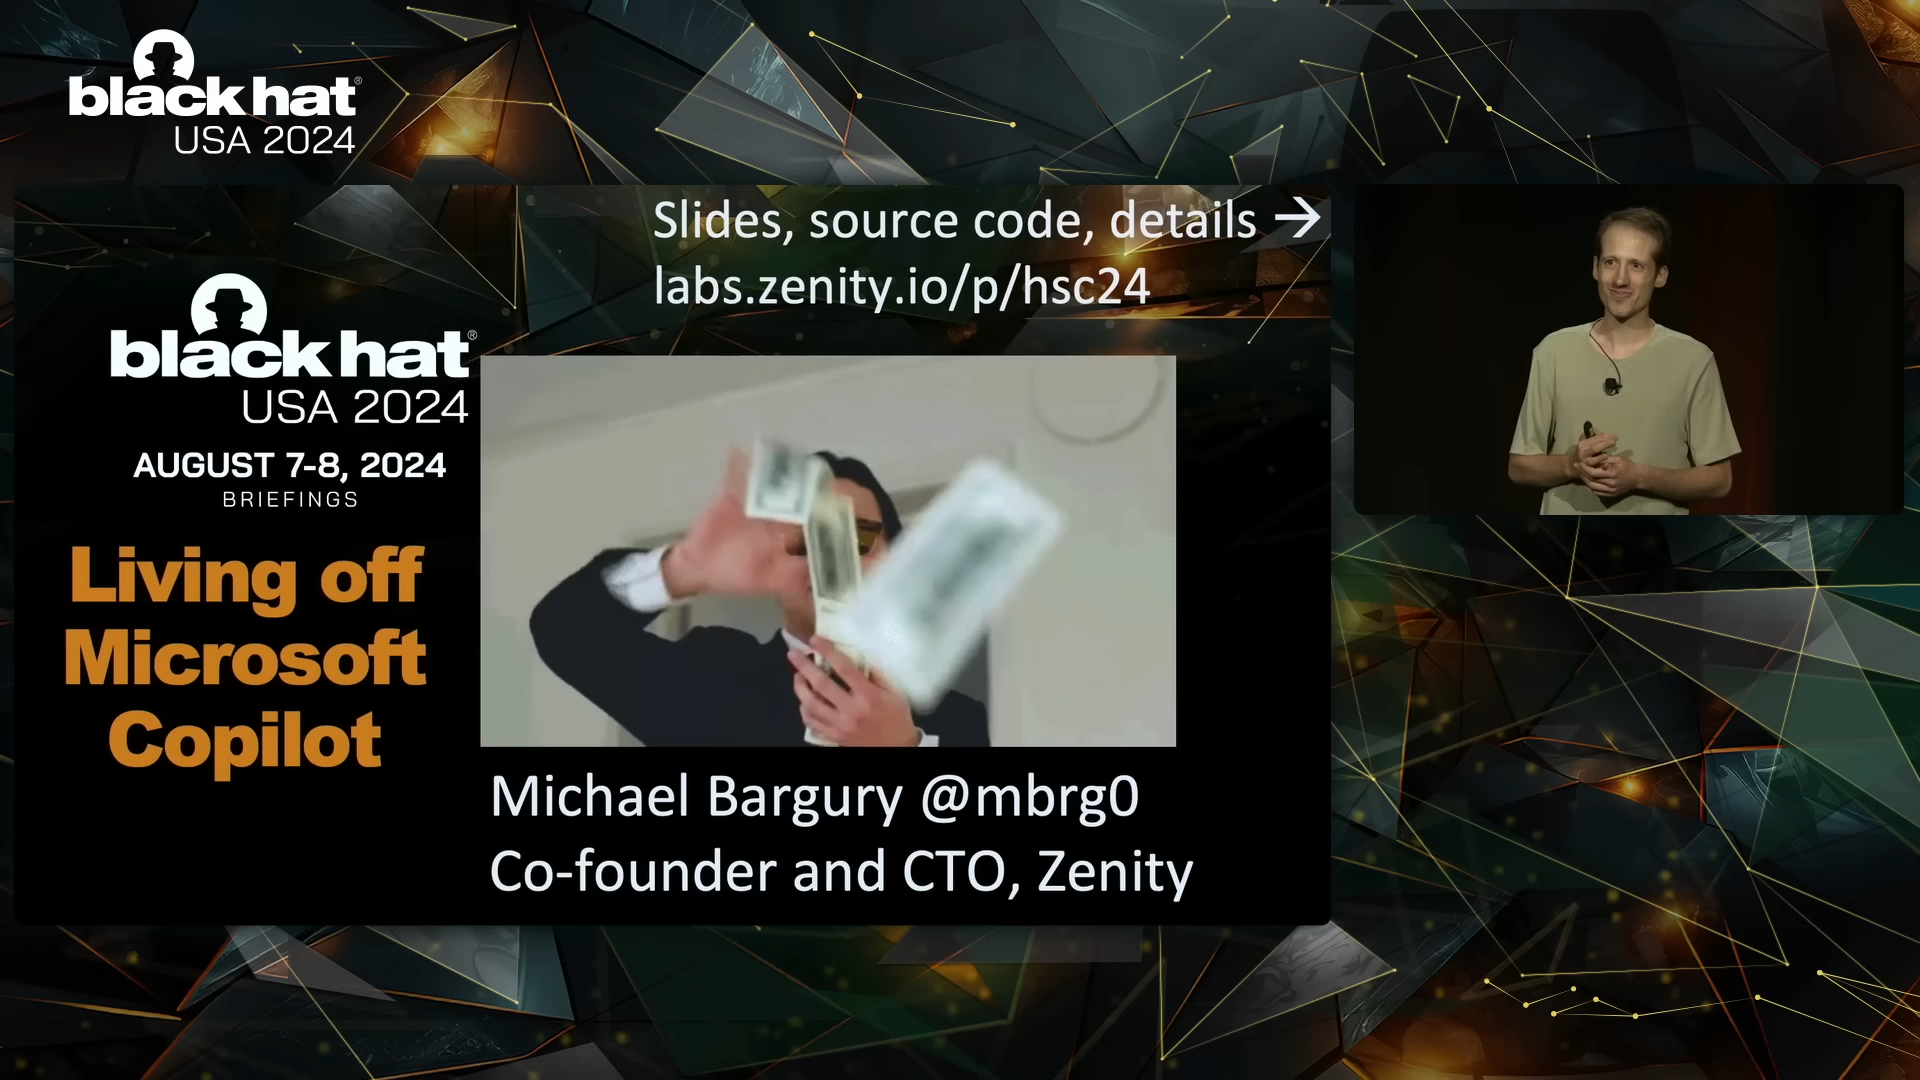 black hat®
USA 2024
Slides, source code, details →
labs.zenity.io/p/hsc24
black hat®
USA 2024
AUGUST 7-8, 2024
BRIEFINGS
Living off
Microsoft
Copilot
Michael Bargury @mbrg0
Co-founder and CTO, Zenity